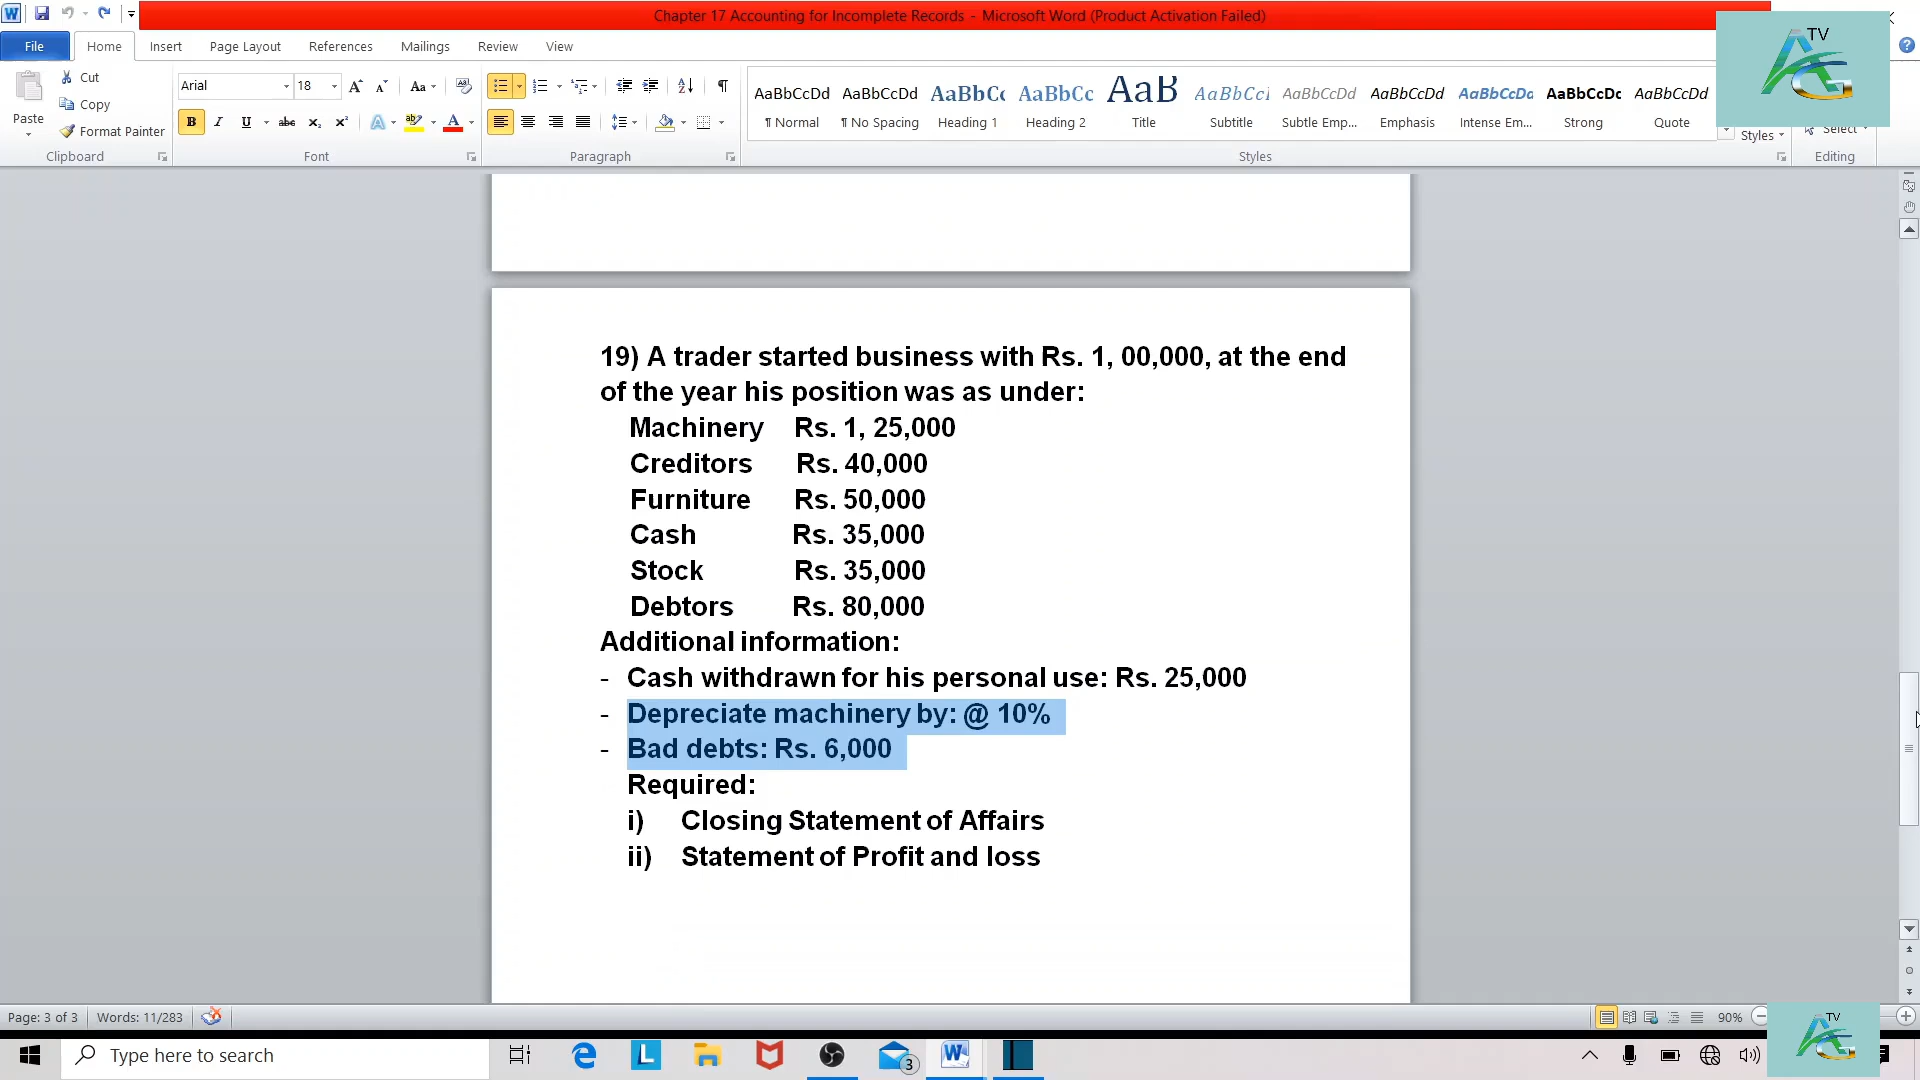 Chapter 17 Accounting for Incomplete Records - Microsoft Word (Product Activation Failed)
File Home Insert Page Layout References Mailings Review View
TV
Paste
Cut
Copy
Format Painter
Clipboard
Arial 18
Font
Paragraph
AaBbCcDd AaBbCcDd AaBbCc AaBbCc AaB AaBbCcI AaBbCcDd AaBbCcDd AaBbCcDd AaBbCcDc AaBbCcDd
¶ Normal ¶ No Spacing Heading 1 Heading 2 Title Subtitle Subtle Emp... Emphasis Intense Em... Strong Quote
Styles
Select
Styles
Editing
19) A trader started business with Rs. 1, 00,000, at the end
of the year his position was as under:
Machinery Rs. 1, 25,000
Creditors Rs. 40,000
Furniture Rs. 50,000
Cash Rs. 35,000
Stock Rs. 35,000
Debtors Rs. 80,000
Additional information:
- Cash withdrawn for his personal use: Rs. 25,000
- Depreciate machinery by: @ 10%
- Bad debts: Rs. 6,000
Required:
i) Closing Statement of Affairs
ii) Statement of Profit and loss
Page: 3 of 3 Words: 11/283
90%
TV
Type here to search
3